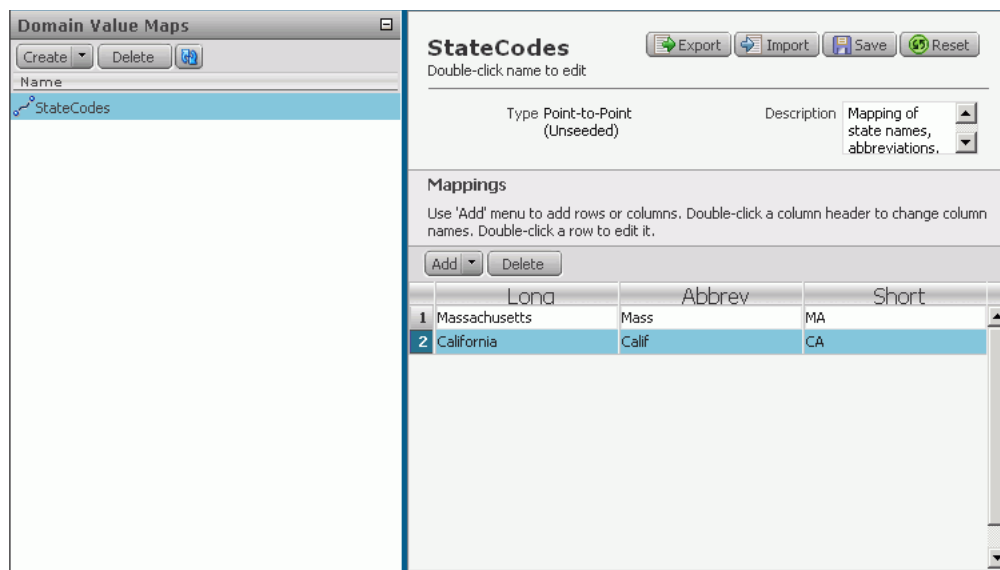 Domain Value Maps
Create Delete
Name
StateCodes
StateCodes
Double-click name to edit
Export Import Save Reset
Type Point-to-Point
(Unseeded)
Description Mapping of
state names,
abbreviations.
Mappings
Use 'Add' menu to add rows or columns. Double-click a column header to change column
names. Double-click a row to edit it.
Add Delete
Long Abbrev Short
1 Massachusetts Mass MA
2 California Calif CA